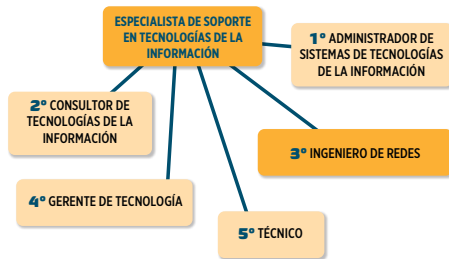 ESPECIALISTA DE SOPORTE
EN TECNOLOGÍAS DE LA
INFORMACIÓN
1° ADMINISTRADOR DE
SISTEMAS DE TECNOLOGÍAS
DE LA INFORMACIÓN
2° CONSULTOR DE
TECNOLOGÍAS DE LA
INFORMACIÓN
3° INGENIERO DE REDES
4° GERENTE DE TECNOLOGÍA
5° TÉCNICO